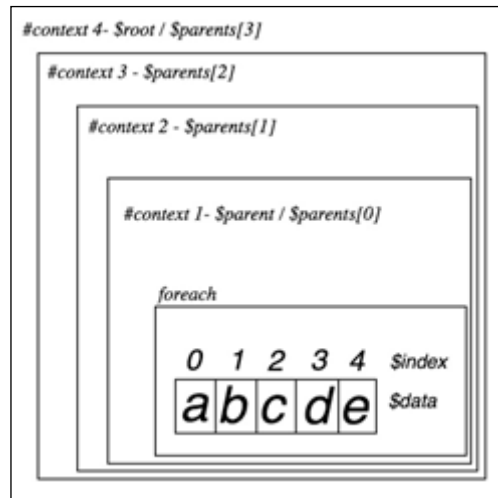 #context 4- $root / $parents[3]
#context 3 - $parents[2]
#context 2 - $parents[1]
#context 1- $parent / $parents[0]
foreach
0 1 2 3 4 $index
a b c d e $data